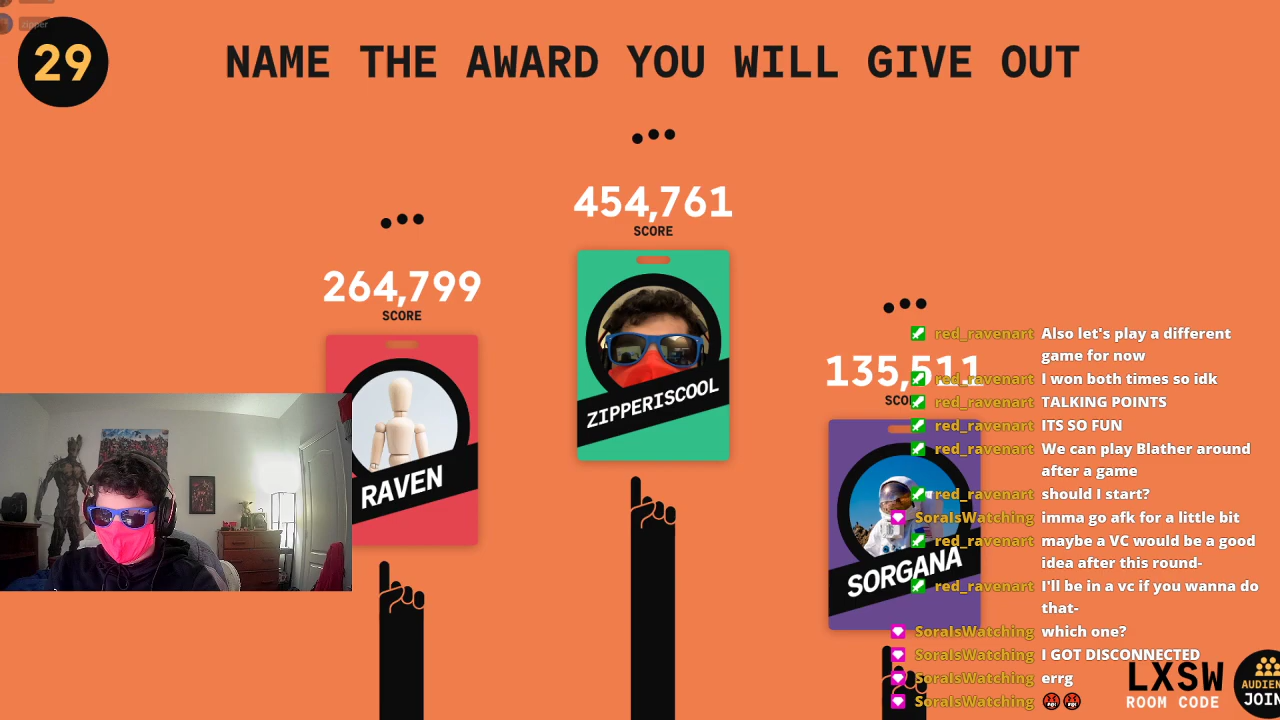 zipper
29
NAME THE AWARD YOU WILL GIVE OUT
454,761
SCORE
264,799
SCORE
135,511
SCO
ZIPPERISCOOL
RAVEN
SORGANA
red_ravenart Also let's play a different
game for now
red_ravenart I won both times so idk
red_ravenart TALKING POINTS
red_ravenart ITS SO FUN
red_ravenart We can play Blather around
after a game
red_ravenart should I start?
SoraIsWatching imma go afk for a little bit
red_ravenart maybe a VC would be a good
idea after this round-
red_ravenart I'll be in a vc if you wanna do
that-
SoraIsWatching which one?
SoraIsWatching I GOT DISCONNECTED
SoraIsWatching errg
SoraIsWatching
LXSW
ROOM CODE
AUDIEN
JOIN